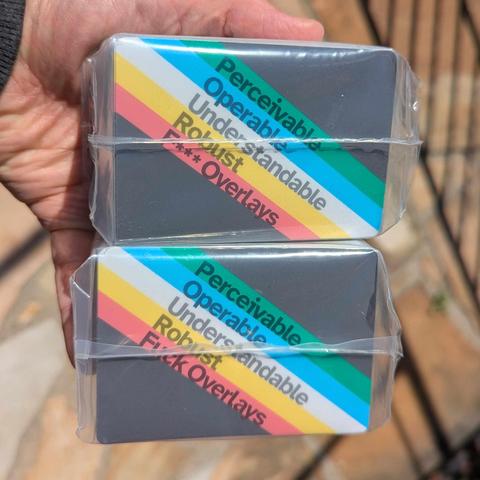 Perceivable
Operable
Understandable
Robust
F*** Overlays
Perceivable
Operable
Understandable
Robust
Fuck Overlays